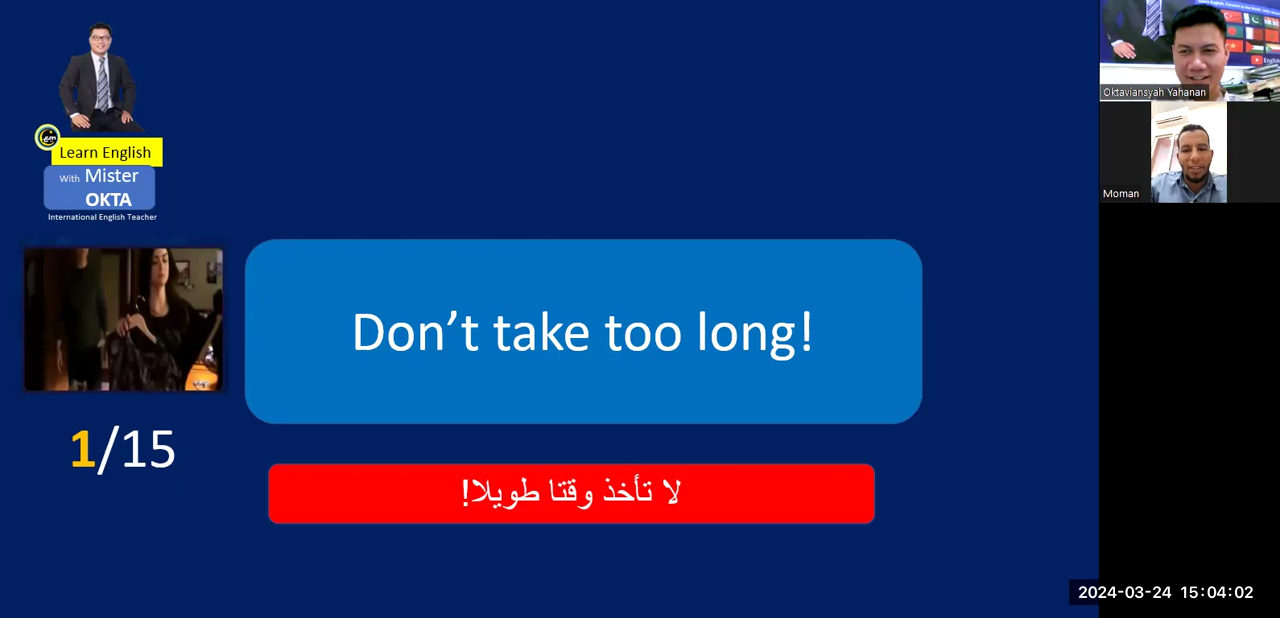 Learn English
With Mister
OKTA
International English Teacher
Don't take too long!
1/15
لا تأخذ وقتا طويلا!
Oktaviansyah Yahanan
Moman
2024-03-24 15:04:02